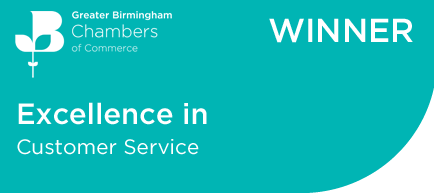 Greater Birmingham
Chambers
of Commerce
WINNER
Excellence in
Customer Service